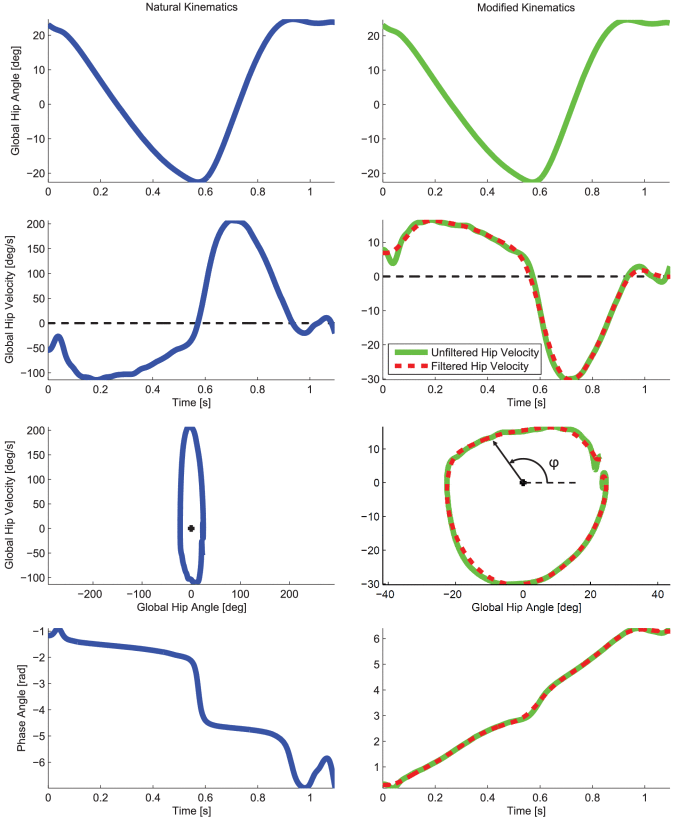 Natural Kinematics
Modified Kinematics
Global Hip Angle [deg]
20
10
0
−10
−20
0 0.2 0.4 0.6 0.8 1
20
10
0
−10
−20
0 0.2 0.4 0.6 0.8 1
Global Hip Velocity [deg/s]
200
150
100
50
0
−50
−100
0 0.2 0.4 0.6 0.8 1
Time [s]
10
0
−10
−20
−30
Unfiltered Hip Velocity
Filtered Hip Velocity
0 0.2 0.4 0.6 0.8 1
Time [s]
Global Hip Velocity [deg/s]
200
150
100
50
0
−50
−100
−200 −100 0 100 200
Global Hip Angle [deg]
10
0
−10
−20
−30
φ
−40 −20 0 20 40
Global Hip Angle [deg]
Phase Angle [rad]
−1
−2
−3
−4
−5
−6
0 0.2 0.4 0.6 0.8 1
Time [s]
6
5
4
3
2
1
0 0.2 0.4 0.6 0.8 1
Time [s]